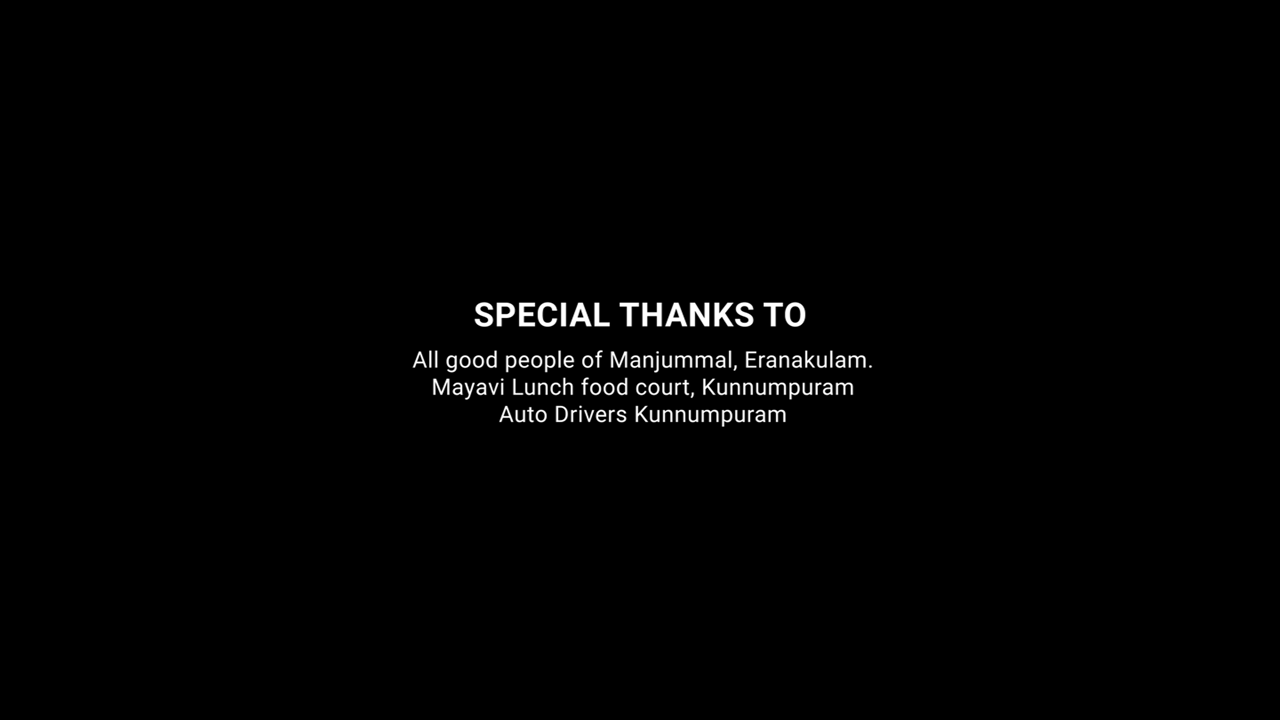 SPECIAL THANKS TO
All good people of Manjummal, Eranakulam.
Mayavi Lunch food court, Kunnumpuram
Auto Drivers Kunnumpuram